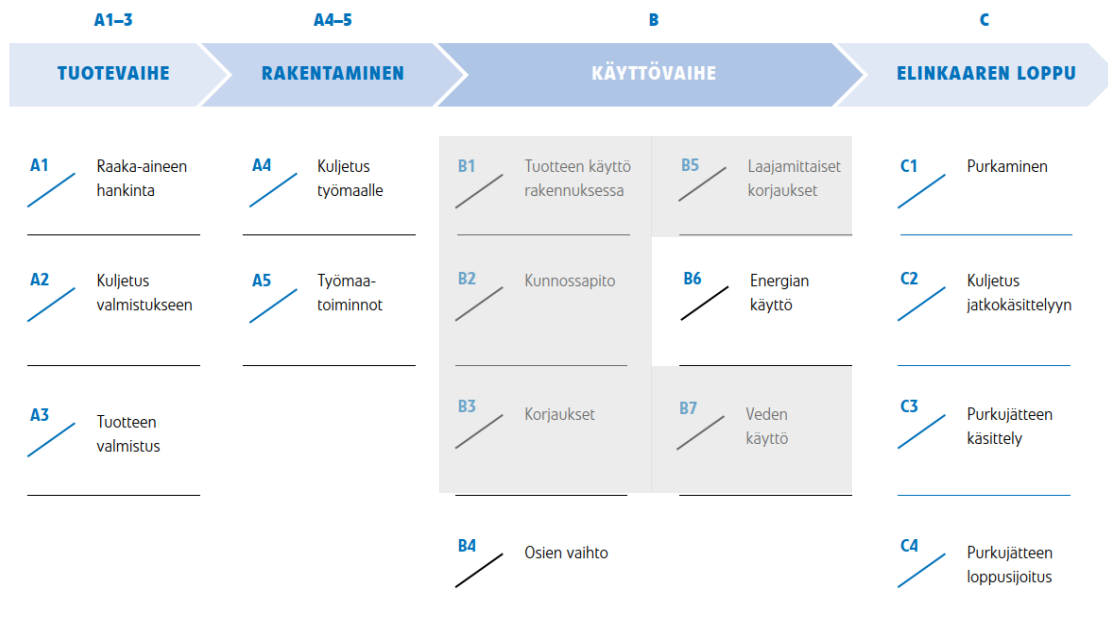 A1–3
A4–5
B
C
TUOTEVAIHE
RAKENTAMINEN
KÄYTTÖVAIHE
ELINKAAREN LOPPU
A1
Raaka-aineen
hankinta
A2
Kuljetus
valmistukseen
A3
Tuotteen
valmistus
A4
Kuljetus
työmaalle
A5
Työmaa-
toiminnot
B1
Tuotteen käyttö
rakennuksessa
B2
Kunnossapito
B3
Korjaukset
B4
Osien vaihto
B5
Laajamittaiset
korjaukset
B6
Energian
käyttö
B7
Veden
käyttö
C1
Purkaminen
C2
Kuljetus
jatkokäsittelyyn
C3
Purkujätteen
käsittely
C4
Purkujätteen
loppusijoitus